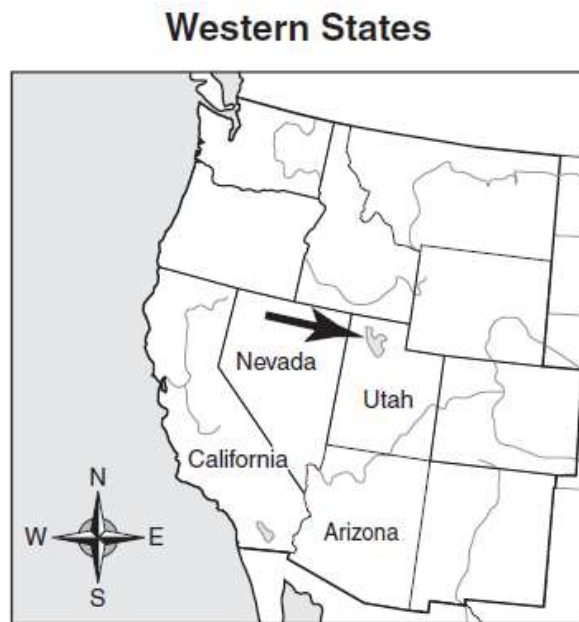 Western States
Nevada
Utah
California
Arizona
N
W
E
S